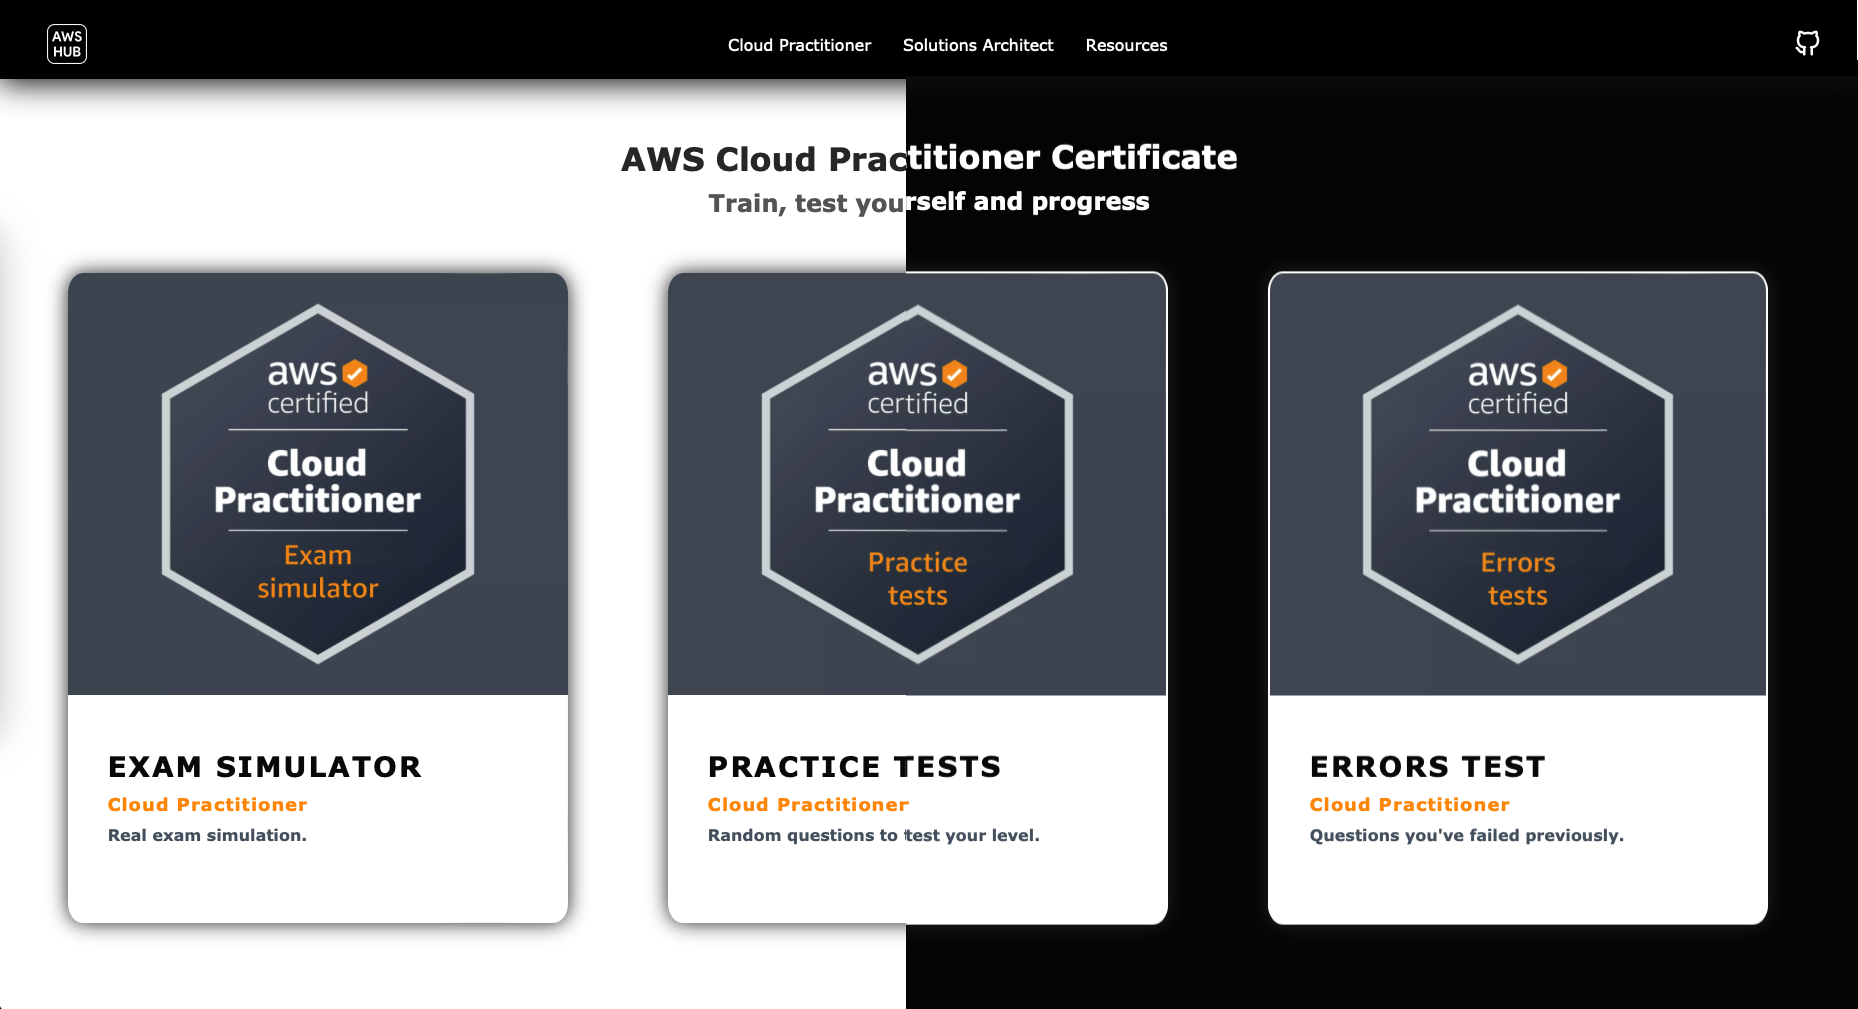 AWS
HUB
Cloud Practitioner
Solutions Architect
Resources
AWS Cloud Practitioner Certificate
Train, test yourself and progress
aws
certified
Cloud
Practitioner
Exam
simulator
EXAM SIMULATOR
Cloud Practitioner
Real exam simulation.
aws
certified
Cloud
Practitioner
Practice
tests
PRACTICE TESTS
Cloud Practitioner
Random questions to test your level.
aws
certified
Cloud
Practitioner
Errors
tests
ERRORS TEST
Cloud Practitioner
Questions you've failed previously.